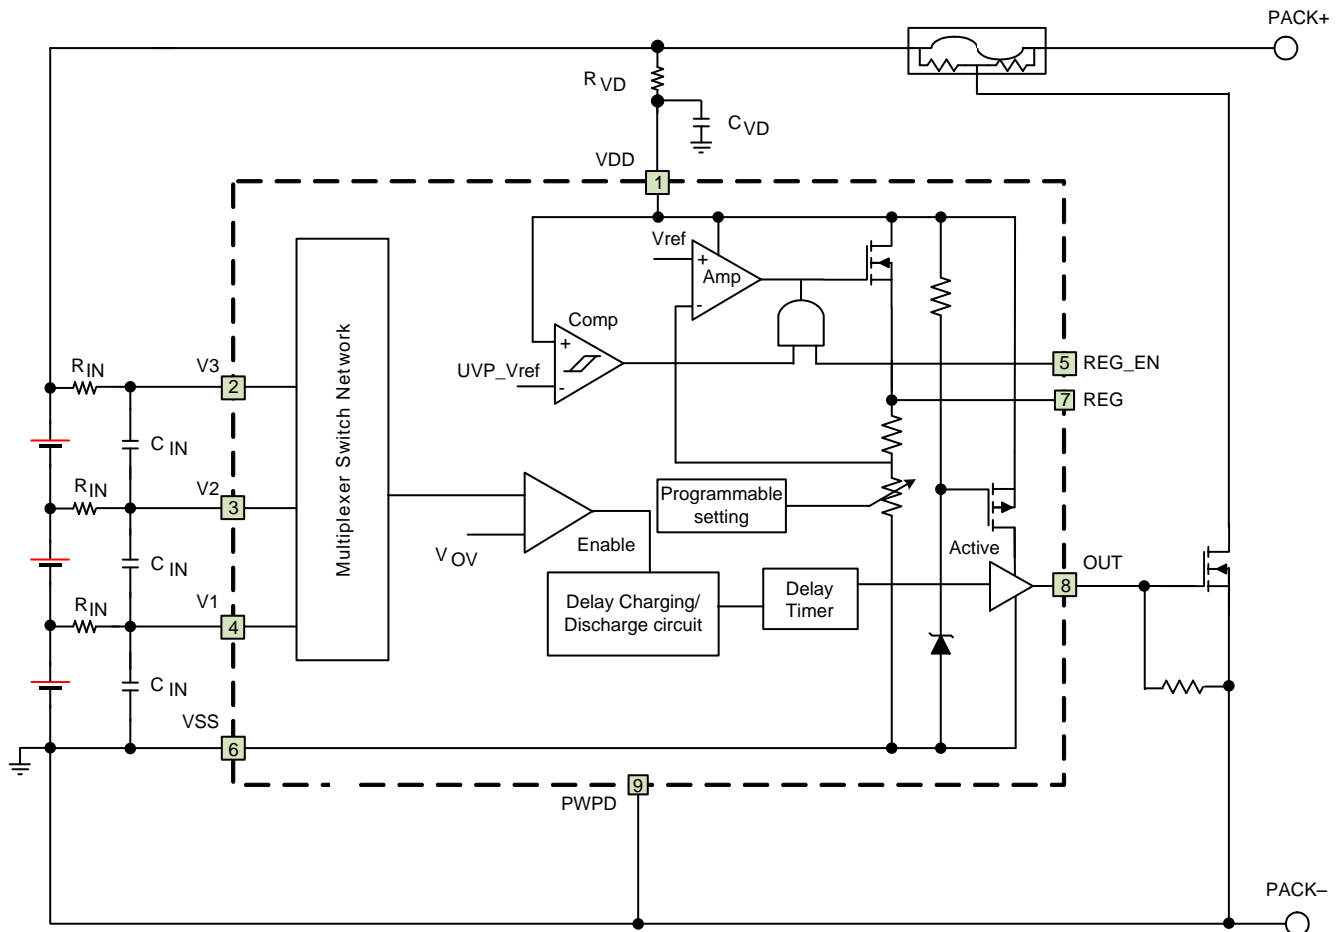 PACK+
R VD
C VD
VDD
1
Vref
+
Amp
-
Comp
+
UVP_Vref
-
5 REG_EN
7 REG
V3
R IN
2
C IN
V2
R IN
3
C IN
V1
R IN
4
C IN
VSS
6
Multiplexer Switch Network
V OV
Enable
Programmable
setting
Delay Charging/
Discharge circuit
Delay
Timer
Active
OUT
8
9
PWPD
PACK–